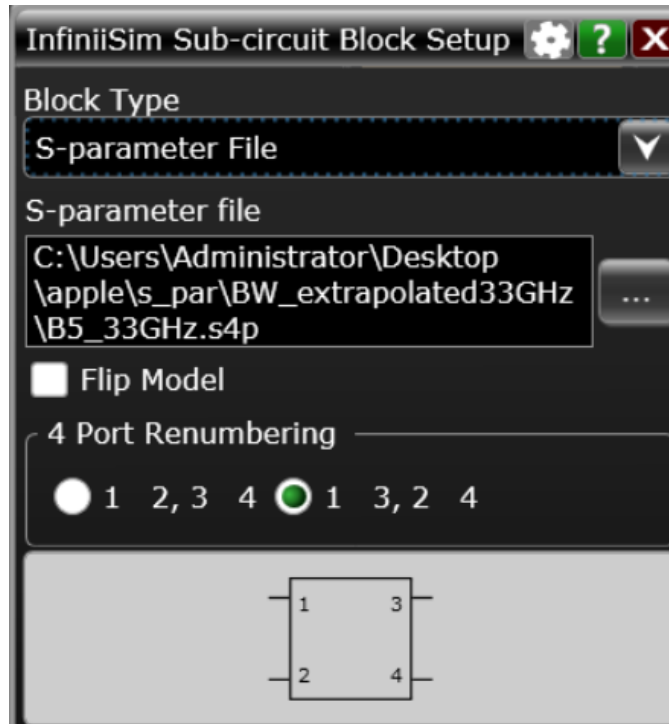 InfiniiSim Sub-circuit Block Setup ? X
Block Type
S-parameter File
S-parameter file
C:\Users\Administrator\Desktop
\apple\s_par\BW_extrapolated33GHz
\B5_33GHz.s4p
...
Flip Model
4 Port Renumbering
1 2, 3 4 1 3, 2 4
1 3
2 4